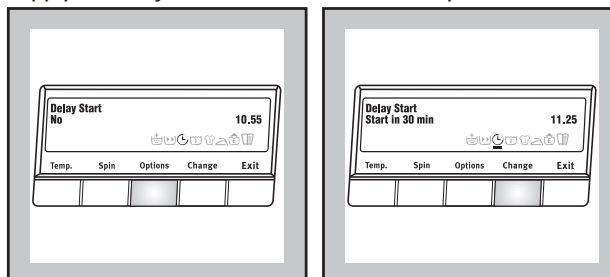 Delay Start
No 10.55
Temp. Spin Options Change Exit
Delay Start
Start in 30 min 11.25
Temp. Spin Options Change Exit